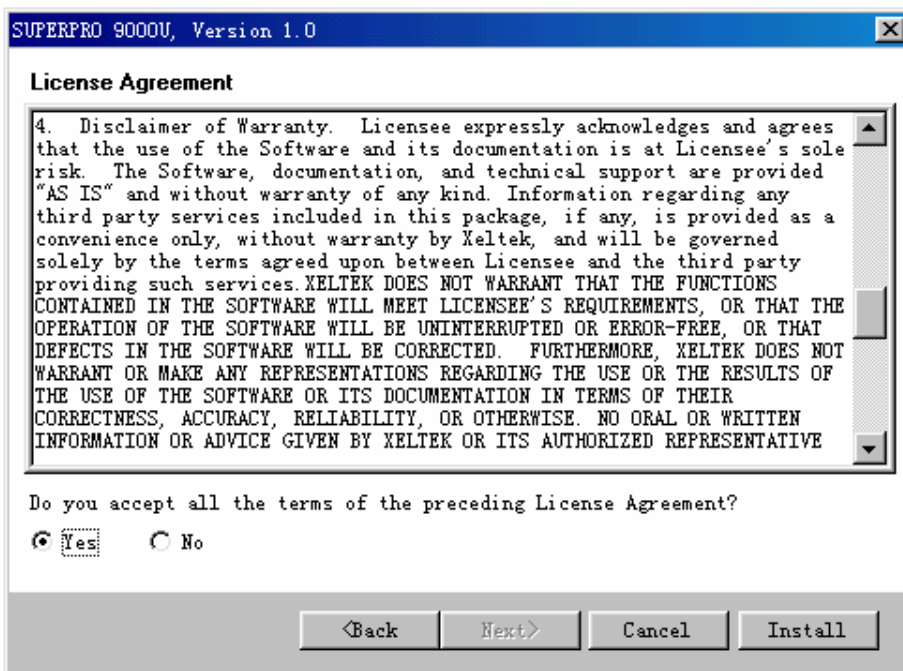 SUPERPRO 9000U, Version 1.0
License Agreement
4.  Disclaimer of Warranty.  Licensee expressly acknowledges and agrees
that the use of the Software and its documentation is at Licensee's sole
risk.  The Software, documentation, and technical support are provided
"AS IS" and without warranty of any kind. Information regarding any
third party services included in this package, if any, is provided as a
convenience only, without warranty by Xeltek, and will be governed
solely by the terms agreed upon between Licensee and the third party
providing such services.XELTEK DOES NOT WARRANT THAT THE FUNCTIONS
CONTAINED IN THE SOFTWARE WILL MEET LICENSEE'S REQUIREMENTS, OR THAT THE
OPERATION OF THE SOFTWARE WILL BE UNINTERRUPTED OR ERROR-FREE, OR THAT
DEFECTS IN THE SOFTWARE WILL BE CORRECTED.  FURTHERMORE, XELTEK DOES NOT
WARRANT OR MAKE ANY REPRESENTATIONS REGARDING THE USE OR THE RESULTS OF
THE USE OF THE SOFTWARE OR ITS DOCUMENTATION IN TERMS OF THEIR
CORRECTNESS, ACCURACY, RELIABILITY, OR OTHERWISE. NO ORAL OR WRITTEN
INFORMATION OR ADVICE GIVEN BY XELTEK OR ITS AUTHORIZED REPRESENTATIVE
Do you accept all the terms of the preceding License Agreement?
Yes No
<Back Next> Cancel Install